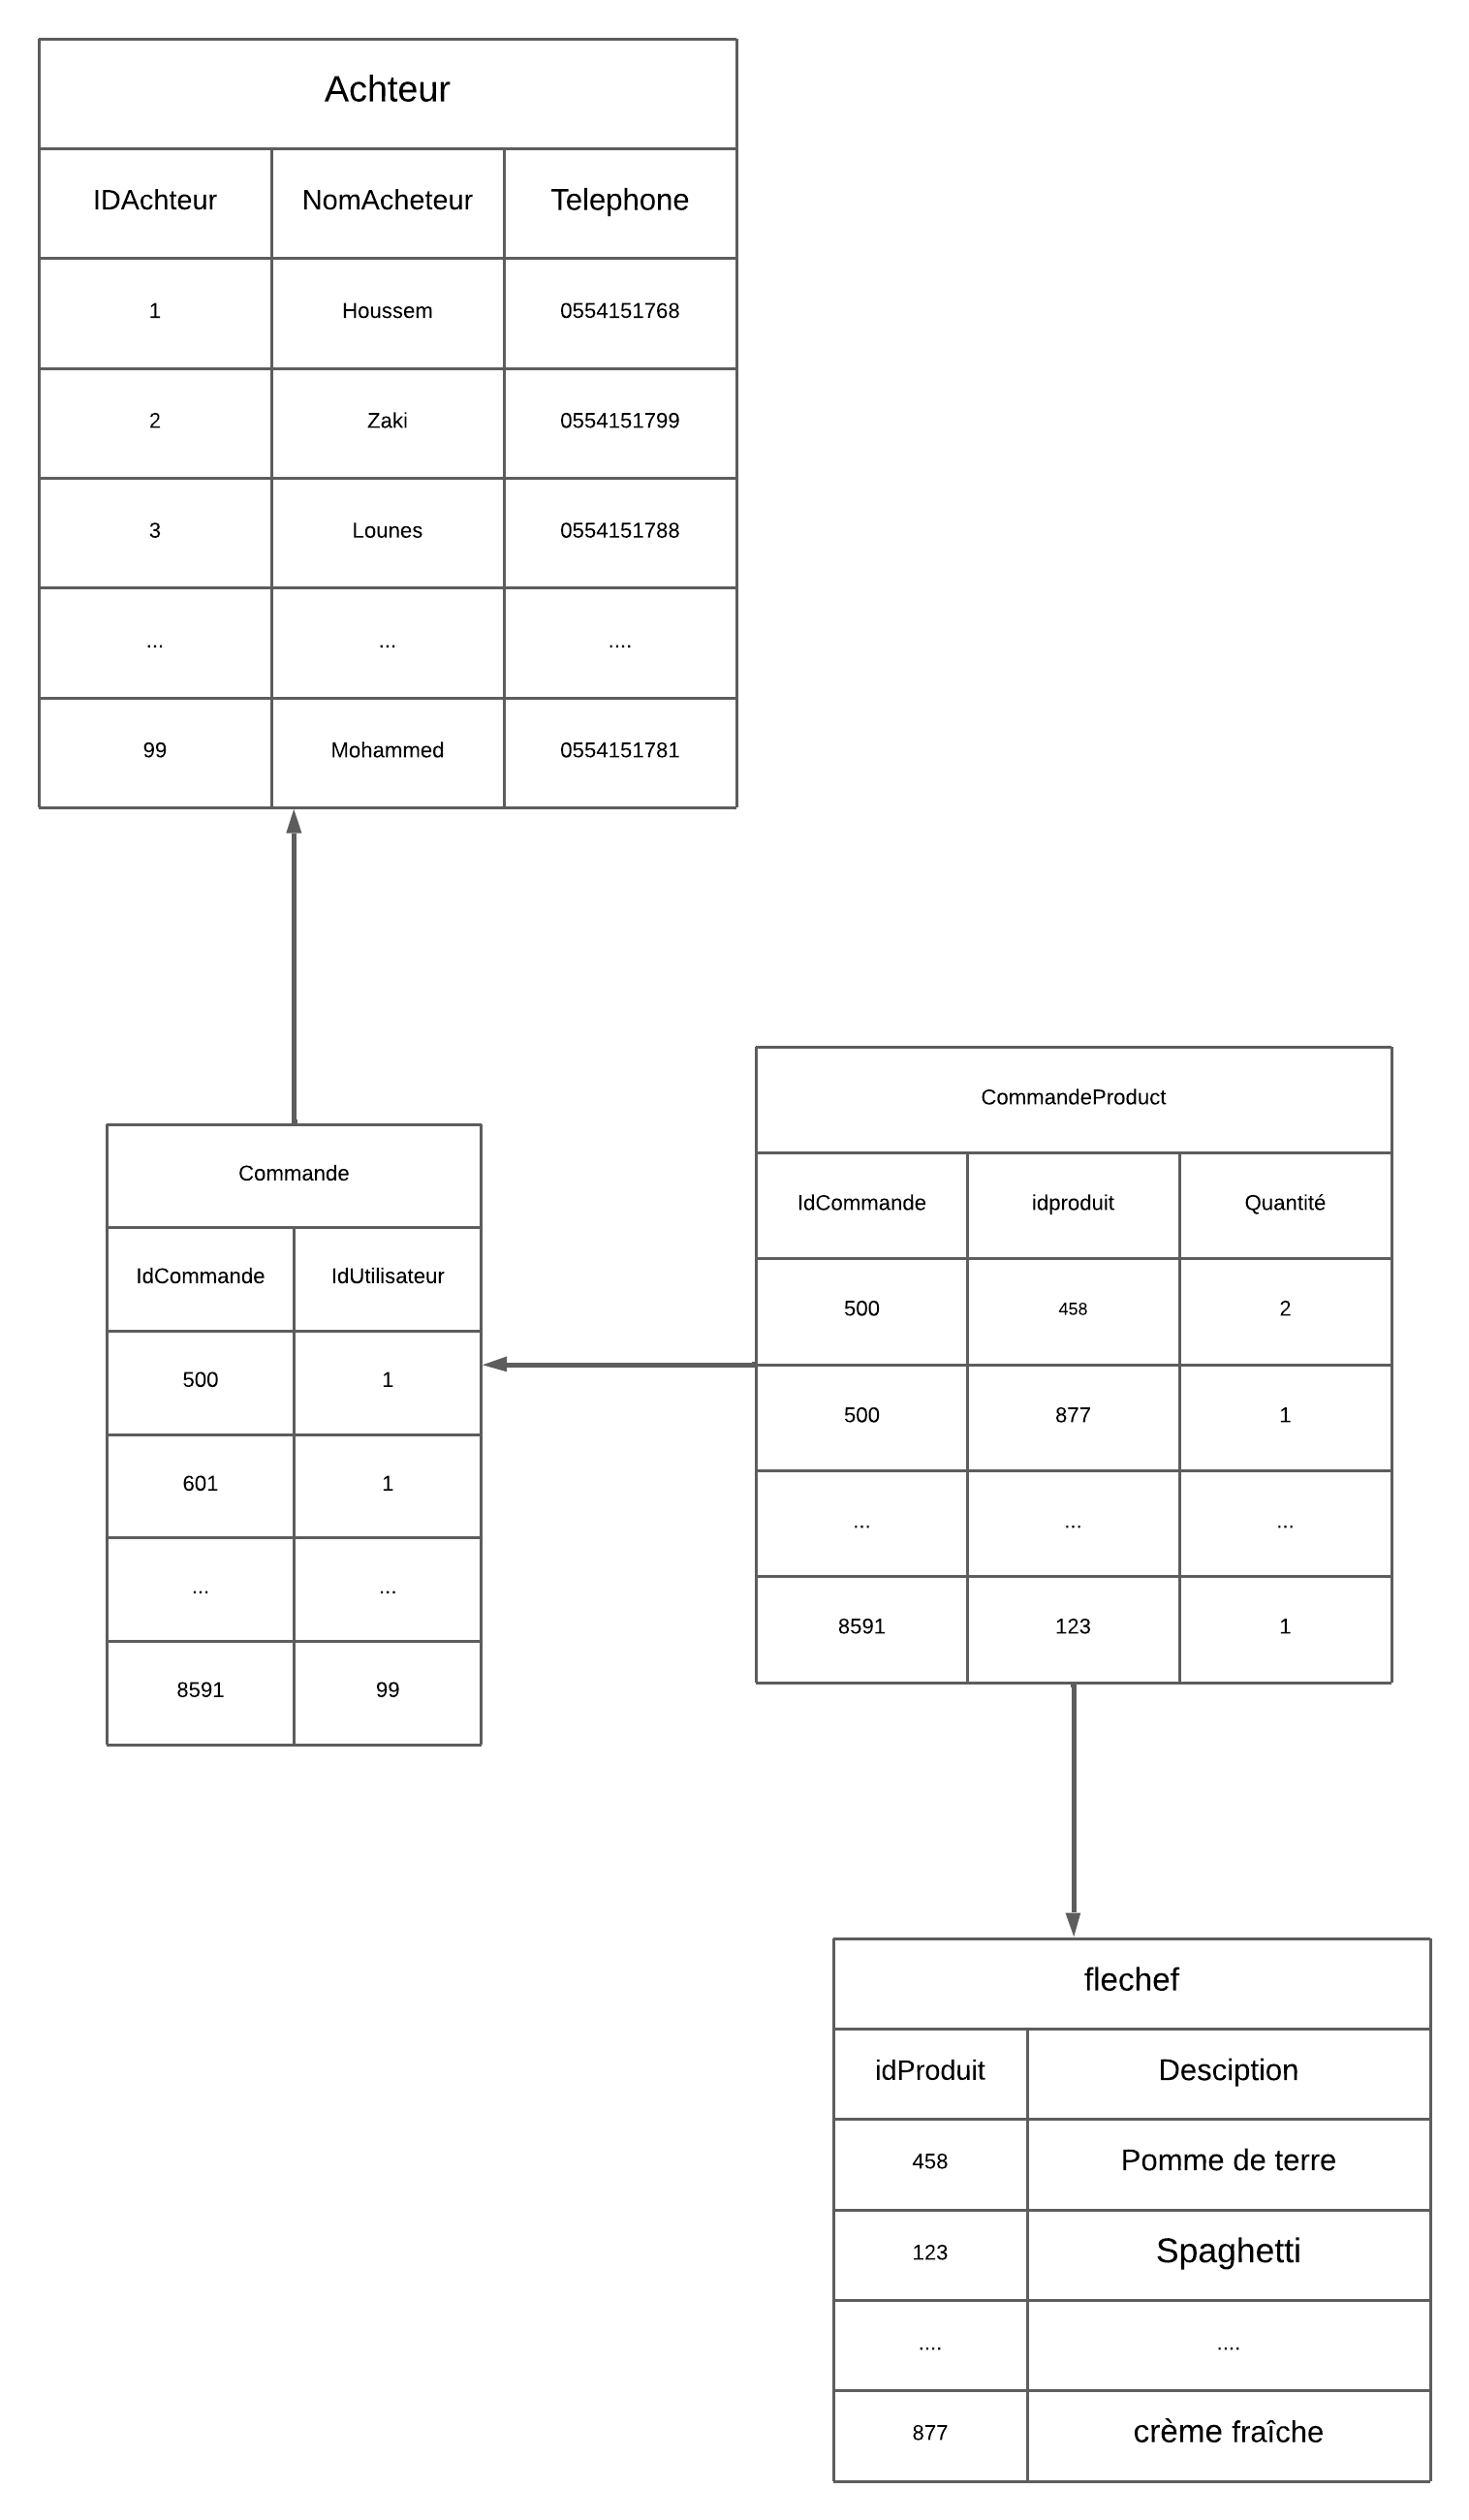 Achteur
IDAchteur NomAcheteur Telephone
1 Houssem 0554151768
2 Zaki 0554151799
3 Lounes 0554151788
... ... ....
99 Mohammed 0554151781
Commande
IdCommande IdUtilisateur
500 1
601 1
... ...
8591 99
CommandeProduct
IdCommande idproduit Quantité
500 458 2
500 877 1
... ... ...
8591 123 1
flechef
idProduit Desciption
458 Pomme de terre
123 Spaghetti
.... ....
877 crème fraîche